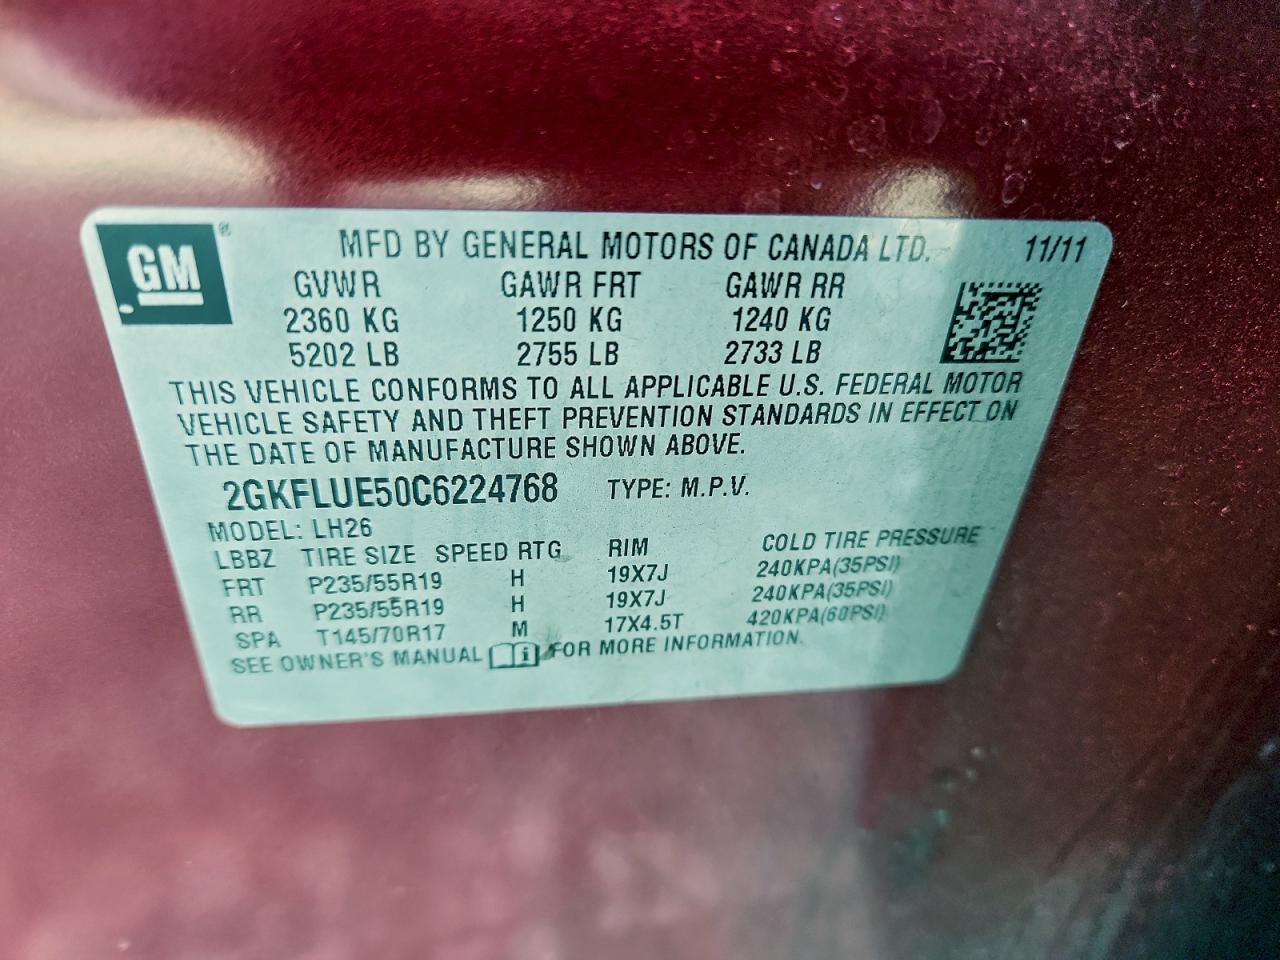 GM ®
MFD BY GENERAL MOTORS OF CANADA LTD. 11/11
GVWR GAWR FRT GAWR RR
2360 KG 1250 KG 1240 KG
5202 LB 2755 LB 2733 LB
THIS VEHICLE CONFORMS TO ALL APPLICABLE U.S. FEDERAL MOTOR
VEHICLE SAFETY AND THEFT PREVENTION STANDARDS IN EFFECT ON
THE DATE OF MANUFACTURE SHOWN ABOVE.
2GKFLUE50C6224768 TYPE: M.P.V.
MODEL: LH26
LBBZ TIRE SIZE SPEED RTG RIM COLD TIRE PRESSURE
FRT P235/55R19 H 19X7J 240KPA(35PSI)
RR P235/55R19 H 19X7J 240KPA(35PSI)
SPA T145/70R17 M 17X4.5T 420KPA(60PSI)
SEE OWNER'S MANUAL i FOR MORE INFORMATION.